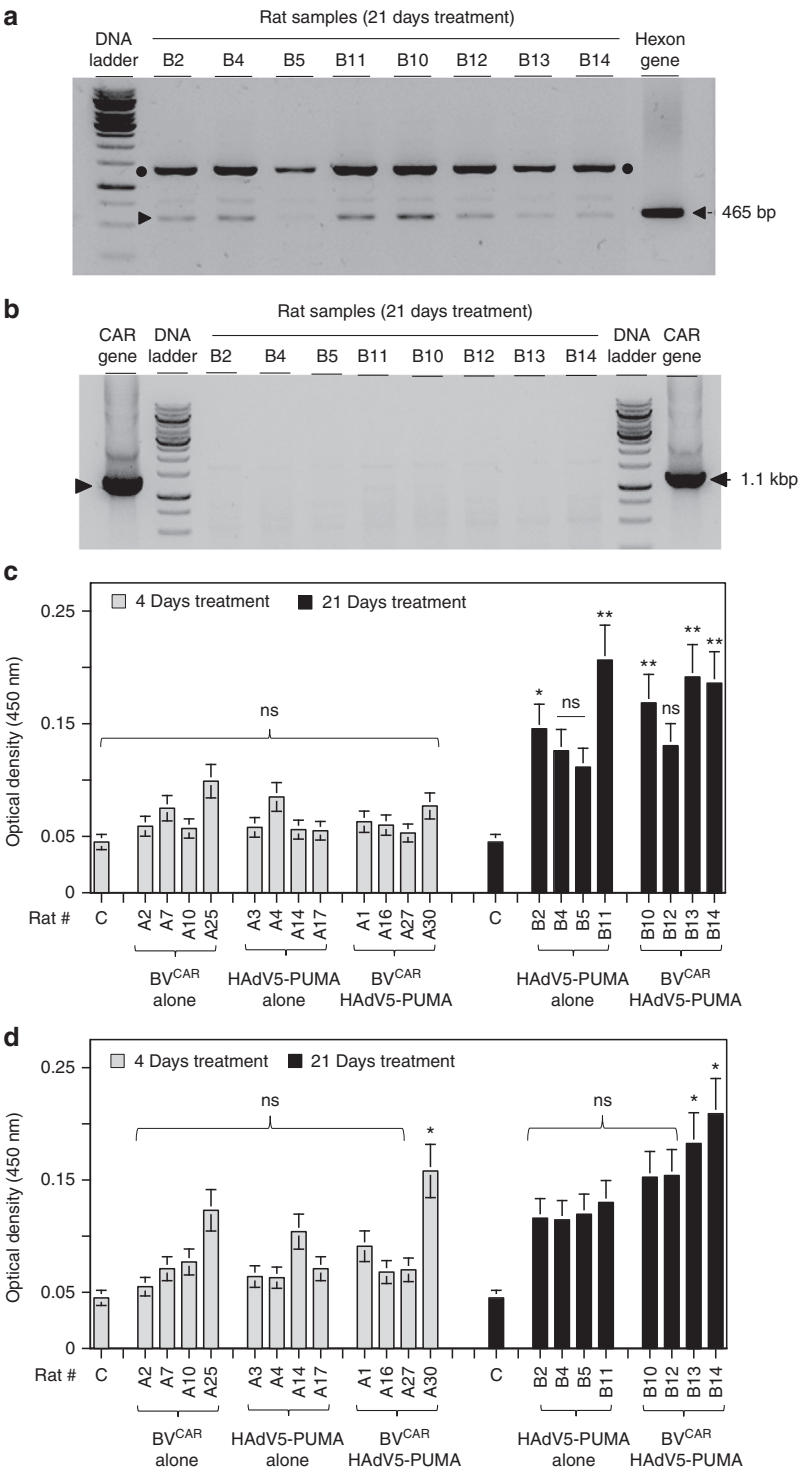 a
Rat samples (21 days treatment)
DNA ladder
B2 B4 B5 B11 B10 B12 B13 B14
Hexon gene
465 bp
b
Rat samples (21 days treatment)
CAR gene
DNA ladder
B2 B4 B5 B11 B10 B12 B13 B14
DNA ladder
CAR gene
1.1 kbp
c
4 Days treatment
21 Days treatment
Optical density (450 nm)
0.25
0.15
0.05
0
ns
*
ns
**
**
ns
**
**
Rat #
C A2 A7 A10 A25 A3 A4 A14 A17 A1 A16 A27 A30 C B2 B4 B5 B11 B10 B12 B13 B14
BVCAR alone
HAdV5-PUMA alone
BVCAR HAdV5-PUMA
HAdV5-PUMA alone
BVCAR HAdV5-PUMA
d
4 Days treatment
21 Days treatment
Optical density (450 nm)
0.25
0.15
0.05
0
ns
*
ns
*
*
Rat #
C A2 A7 A10 A25 A3 A4 A14 A17 A1 A16 A27 A30 C B2 B4 B5 B11 B10 B12 B13 B14
BVCAR alone
HAdV5-PUMA alone
BVCAR HAdV5-PUMA
HAdV5-PUMA alone
BVCAR HAdV5-PUMA